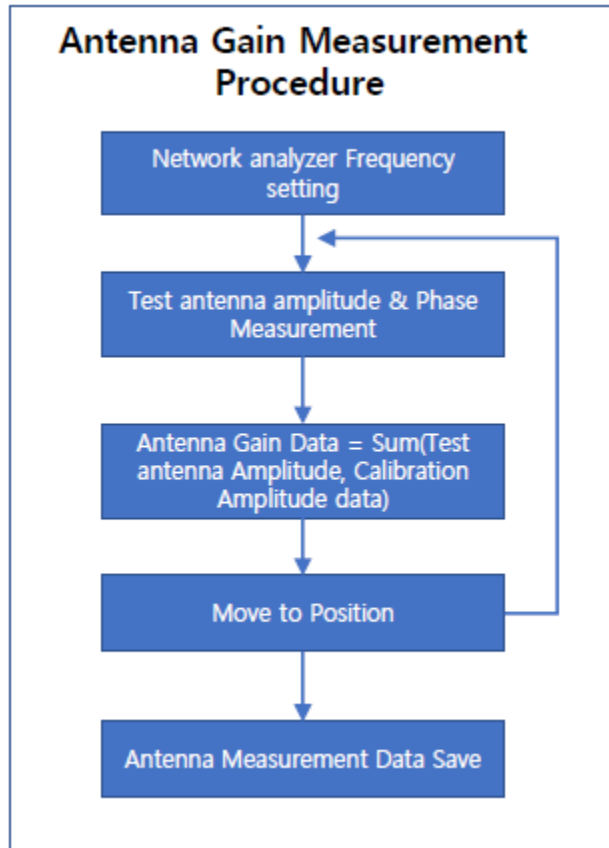 Antenna Gain Measurement
Procedure
Network analyzer Frequency
setting
Test antenna amplitude & Phase
Measurement
Antenna Gain Data = Sum(Test
antenna Amplitude, Calibration
Amplitude data)
Move to Position
Antenna Measurement Data Save